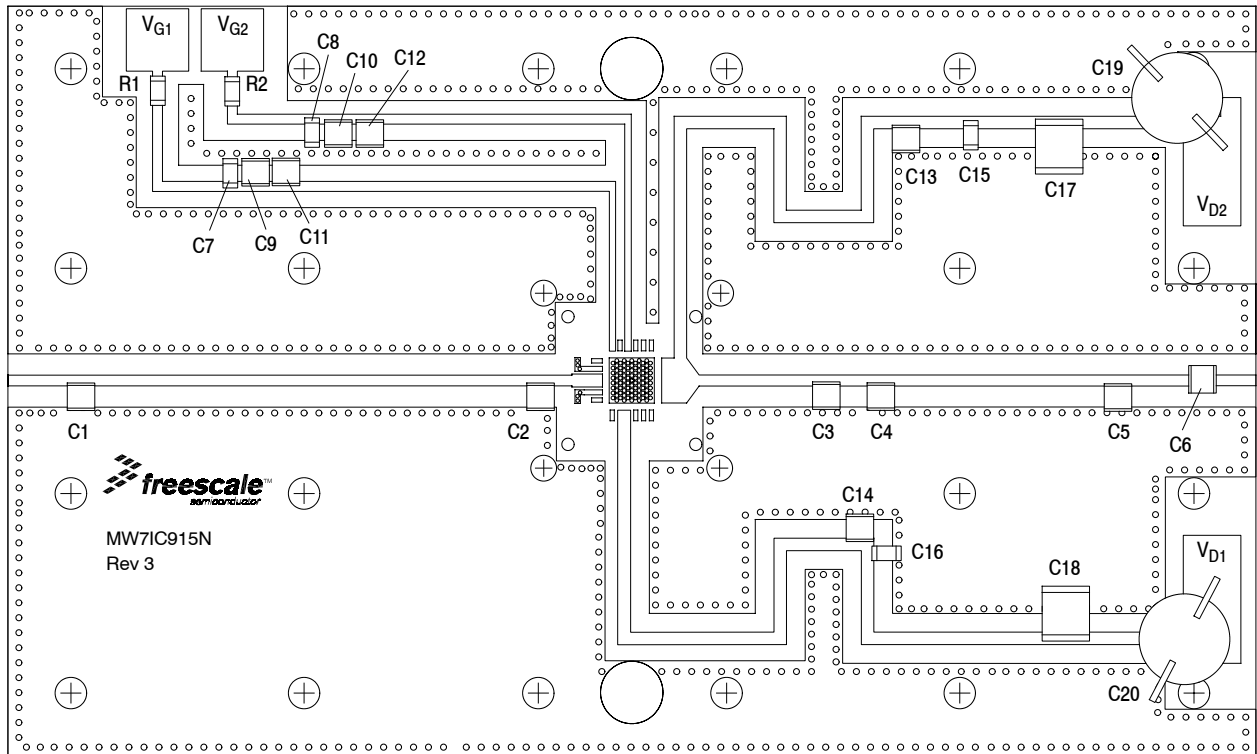 VG1
VG2
C8
C10
C12
R1
R2
C19
C13
C15
C17
VD2
C7
C9
C11
C1
C2
C3
C4
C5
C6
freescale™
semiconductor
MW7IC915N
Rev 3
C14
C16
C18
VD1
C20